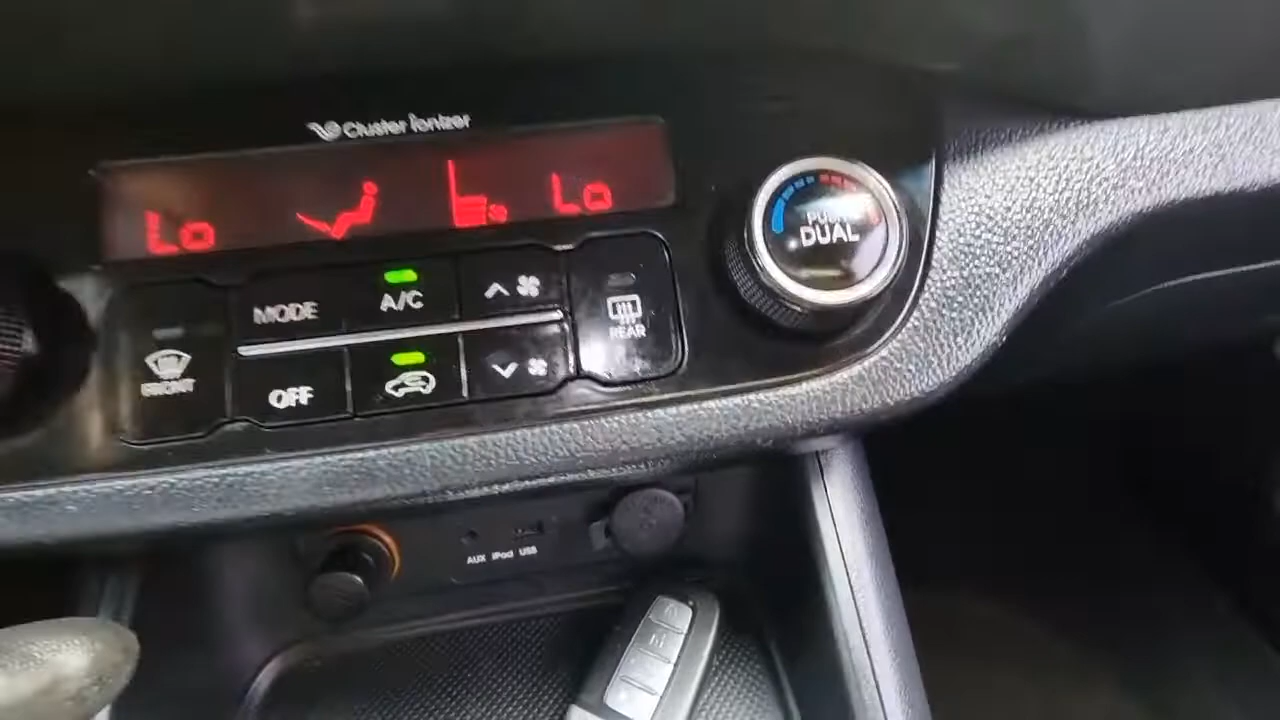 Cluster Ionizer
Lo Lo
MODE A/C
FRONT OFF
REAR
PUSH
DUAL
AUX iPod USB